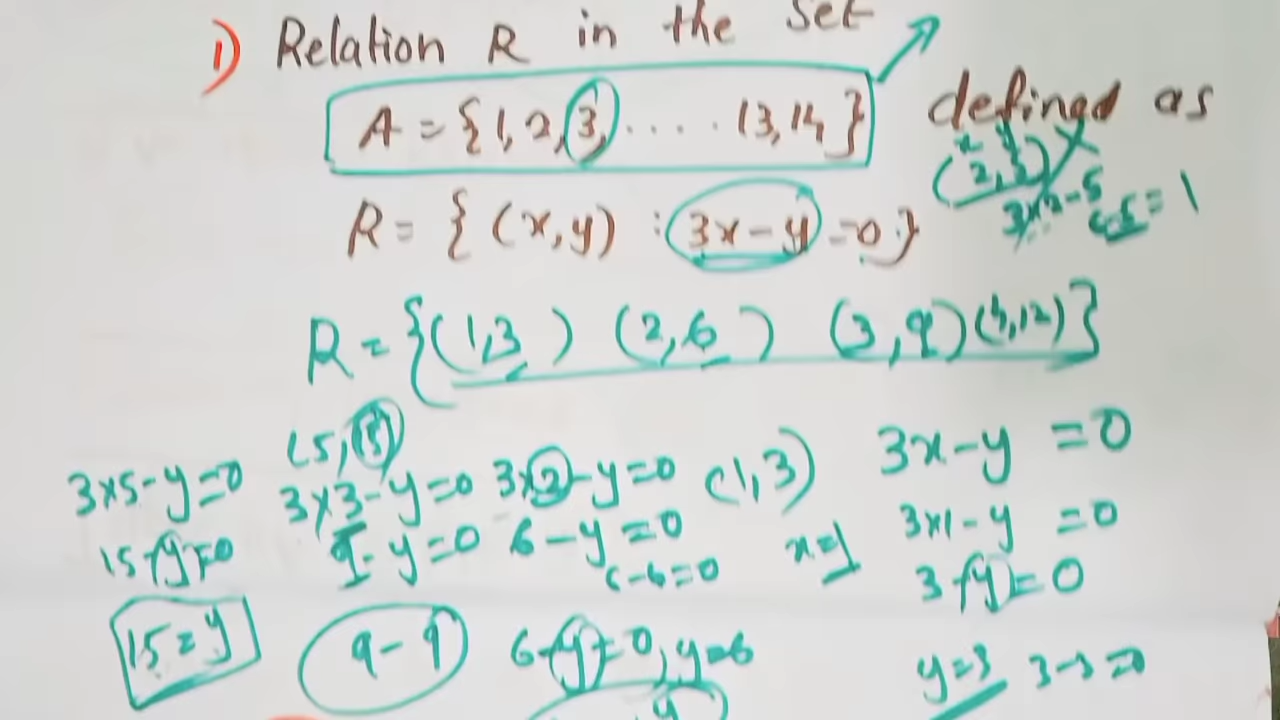 1) Relation R in the set
A = {1, 2, 3, .... 13, 14}
defined as
R = { (x, y) : 3x - y = 0 }
R = {(1,3) (2,6) (3,9) (4,12)}
(5, 15)
3x5-y=0
15-y=0
15 = y
3x3-y=0
9-y=0
9-9
3x2-y=0
6-y=0
6-6=0
6-y=0, y=6
y
(1,3)
x=1
3x-y =0
3x1-y =0
3-y=0
y=3 3-3=0